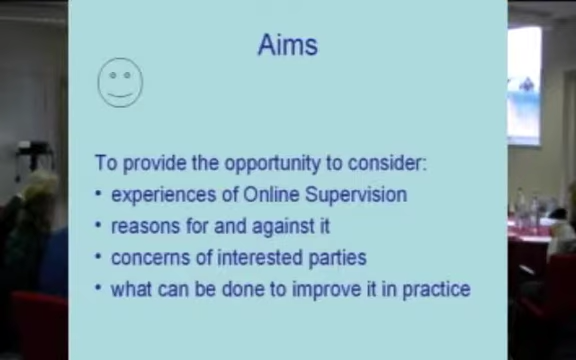 Aims
To provide the opportunity to consider:
• experiences of Online Supervision
• reasons for and against it
• concerns of interested parties
• what can be done to improve it in practice